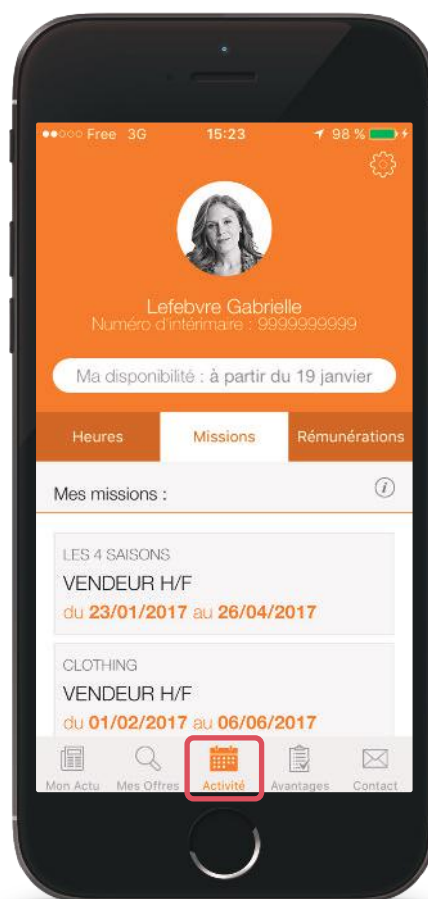 Free 3G 15:23 98 %
Lefebvre Gabrielle
Numéro d'intérimaire : 9999999999
Ma disponibilité : à partir du 19 janvier
Heures Missions Rémunérations
Mes missions :
i
LES 4 SAISONS
VENDEUR H/F
du 23/01/2017 au 26/04/2017
CLOTHING
VENDEUR H/F
du 01/02/2017 au 06/06/2017
Mon Actu Mes Offres Activité Avantages Contact